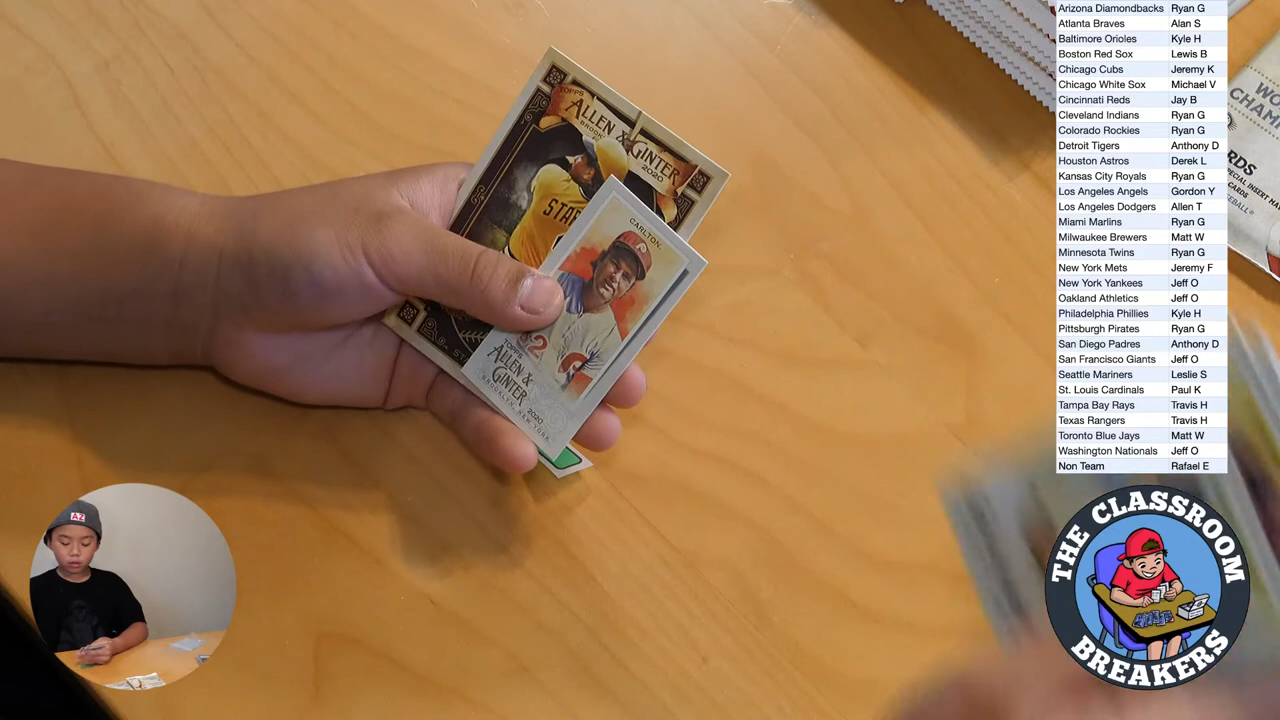 Arizona Diamondbacks Ryan G
Atlanta Braves Alan S
Baltimore Orioles Kyle H
Boston Red Sox Lewis B
Chicago Cubs Jeremy K
Chicago White Sox Michael V
Cincinnati Reds Jay B
Cleveland Indians Ryan G
Colorado Rockies Ryan G
Detroit Tigers Anthony D
Houston Astros Derek L
Kansas City Royals Ryan G
Los Angeles Angels Gordon Y
Los Angeles Dodgers Allen T
Miami Marlins Ryan G
Milwaukee Brewers Matt W
Minnesota Twins Ryan G
New York Mets Jeremy F
New York Yankees Jeff O
Oakland Athletics Jeff O
Philadelphia Phillies Kyle H
Pittsburgh Pirates Ryan G
San Diego Padres Anthony D
San Francisco Giants Jeff O
Seattle Mariners Leslie S
St. Louis Cardinals Paul K
Tampa Bay Rays Travis H
Texas Rangers Travis H
Toronto Blue Jays Matt W
Washington Nationals Jeff O
Non Team Rafael E
TOPPS
ALLEN & GINTER
2020
CARLTON.
TOPPS
ALLEN &
GINTER
BROOKLYN, NEW YORK
2020
AZ
THE CLASSROOM
BREAKERS